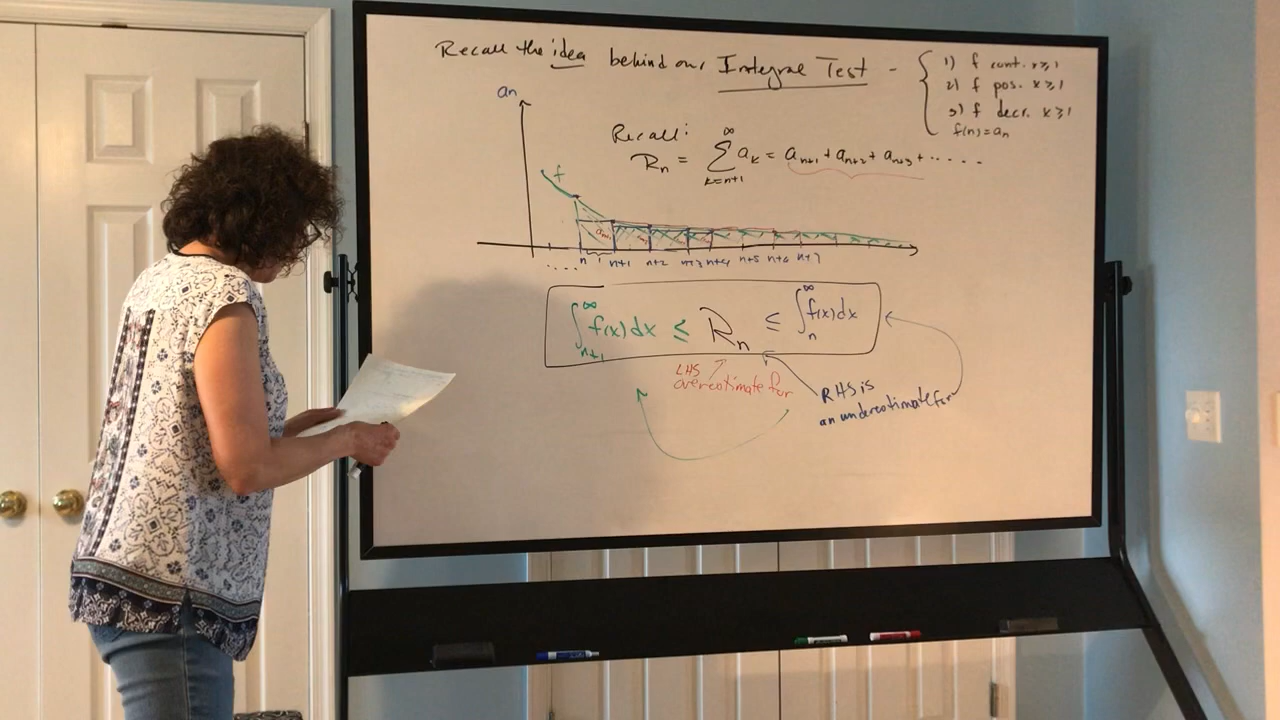 Recall the idea behind our Integral Test -
1) f cont. x≥1
2) f pos. x≥1
3) f decr. x≥1
f(n)=aₙ
aₙ
Recall:
Rₙ = ∑_{k=n+1}^{∞} aₖ = aₙ₊₁ + aₙ₊₂ + aₙ₊₃ + · · · · ·
f
· · · · n n+1 n+2 n+3 n+4 n+5 n+6 n+7
∫_{n+1}^{∞} f(x)dx ≤ Rₙ ≤ ∫_{n}^{∞} f(x)dx
LHS
overestimate for
RHS is
an underestimate for